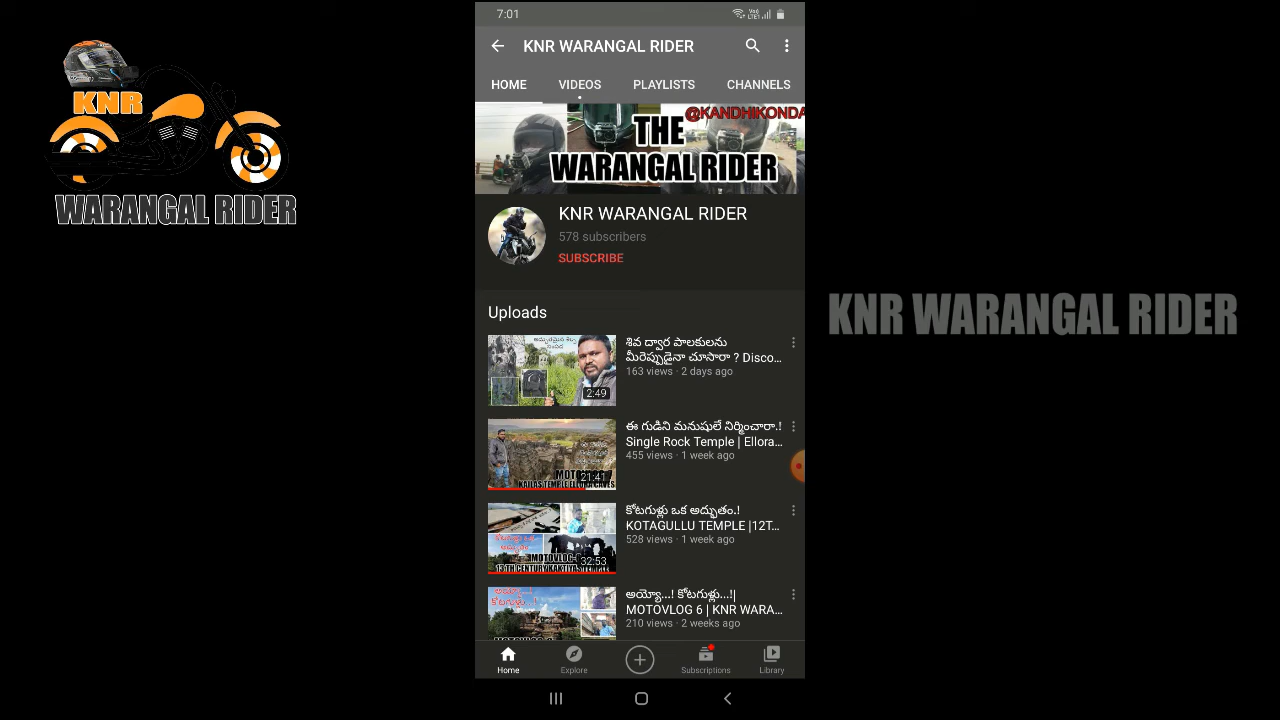 KNR
WARANGAL RIDER
7:01
KNR WARANGAL RIDER
HOME
VIDEOS
PLAYLISTS
CHANNELS
@KANDHIKONDA
THE
WARANGAL RIDER
KNR WARANGAL RIDER
578 subscribers
SUBSCRIBE
KNR WARANGAL RIDER
Uploads
శివ ద్వార పాలకులను
మీరెప్పుడైనా చూసారా ? Disco...
163 views · 2 days ago
2:49
ఈ గుడిని మనుషులే నిర్మించారా.!
Single Rock Temple | Ellora...
455 views · 1 week ago
21:41
కోటగుళ్లు ఒక అద్భుతం.!
KOTAGULLU TEMPLE |12T...
528 views · 1 week ago
32:53
అయ్యో...! కోటగుళ్లు...!|
MOTOVLOG 6 | KNR WARA...
210 views · 2 weeks ago
Home
Explore
Subscriptions
Library